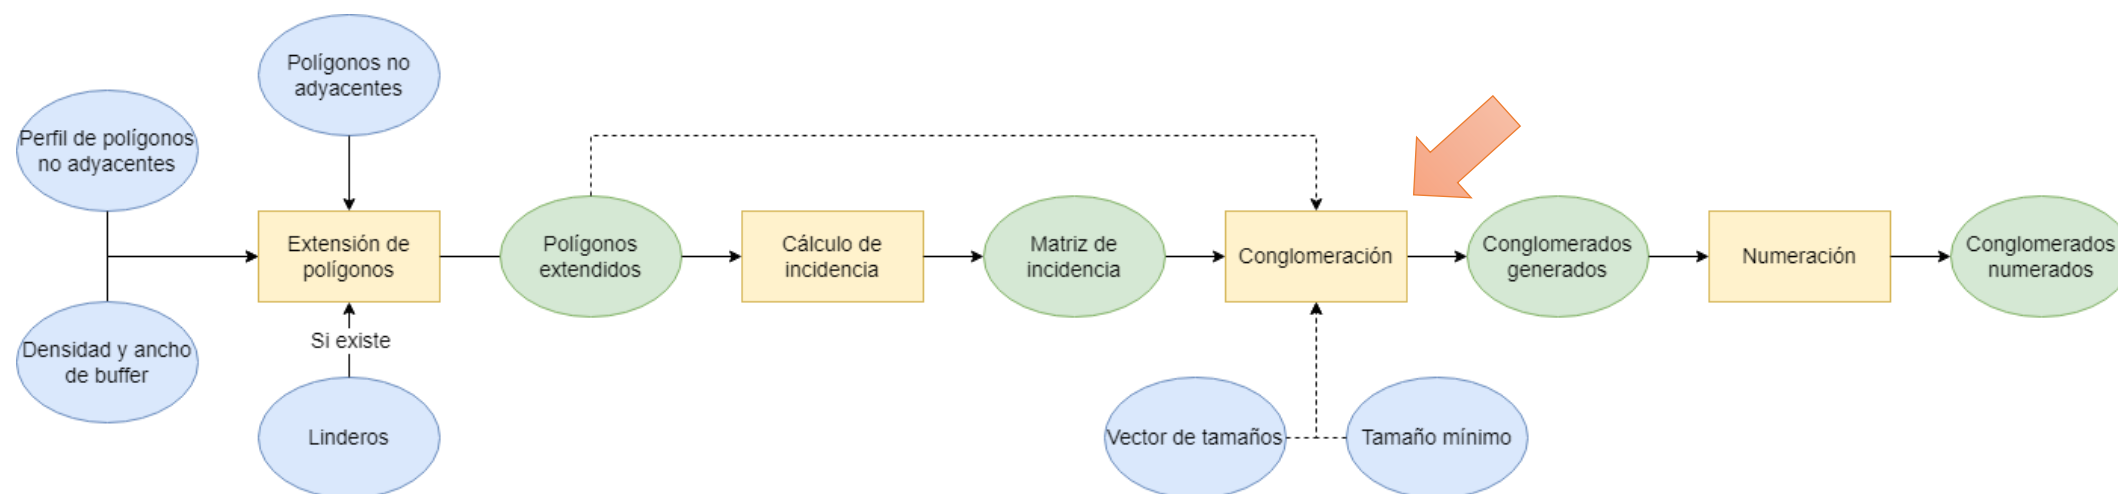 Polígonos no
adyacentes
Perfil de polígonos
no adyacentes
Extensión de
polígonos
Polígonos
extendidos
Cálculo de
incidencia
Matriz de
incidencia
Conglomeración
Conglomerados
generados
Numeración
Conglomerados
numerados
Si existe
Densidad y ancho
de buffer
Linderos
Vector de tamaños
Tamaño mínimo